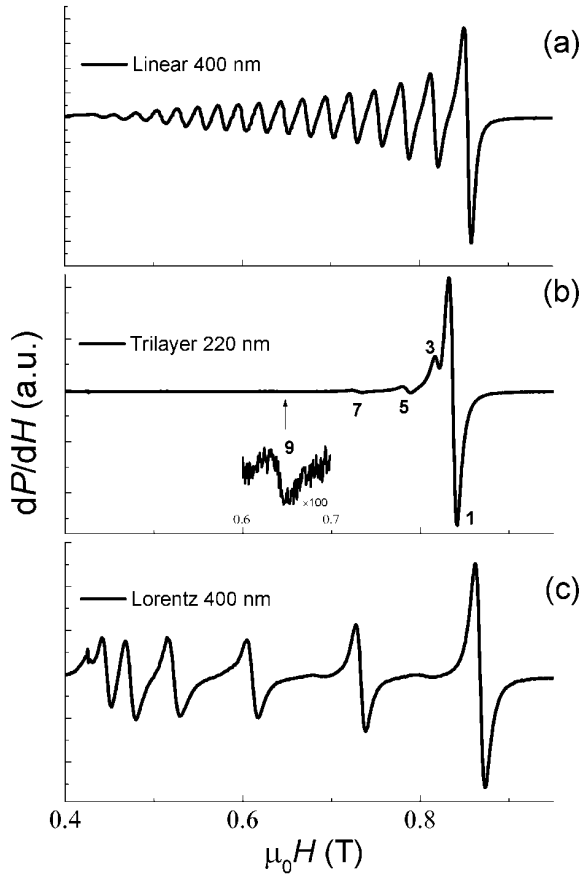 (a)
Linear 400 nm
(b)
Trilayer 220 nm
3
7
5
9
×100
0.6
0.7
1
(c)
Lorentz 400 nm
dP/dH (a.u.)
0.4
0.6
0.8
μ₀H (T)